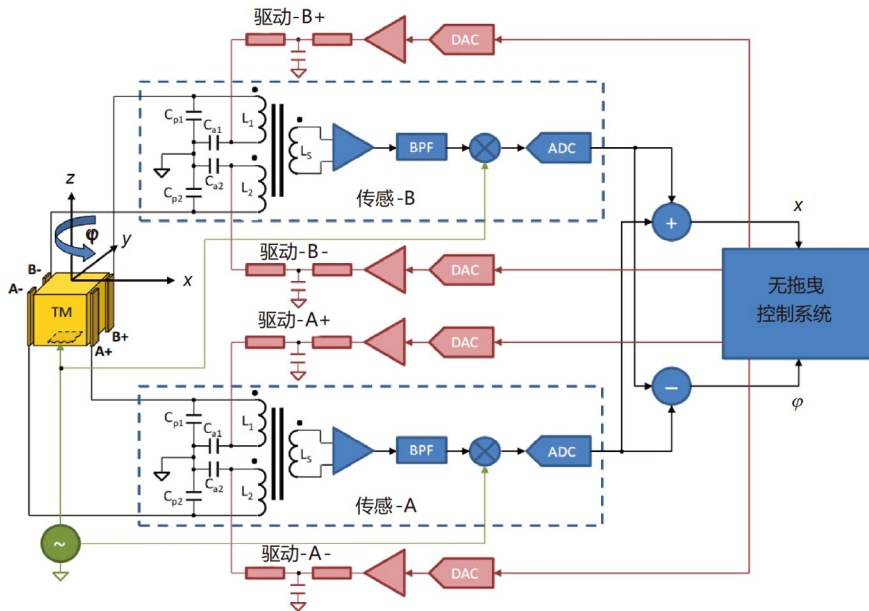 驱动-B+
DAC
C_p1
C_a1
L_1
L_S
BPF
ADC
C_a2
C_p2
L_2
传感-B
z
φ
y
x
+
x
驱动-B-
DAC
无拖曳
控制系统
B-
A-
TM
B+
A+
驱动-A+
DAC
−
φ
C_p1
C_a1
L_1
L_S
BPF
ADC
C_a2
C_p2
L_2
传感-A
~
驱动-A-
DAC